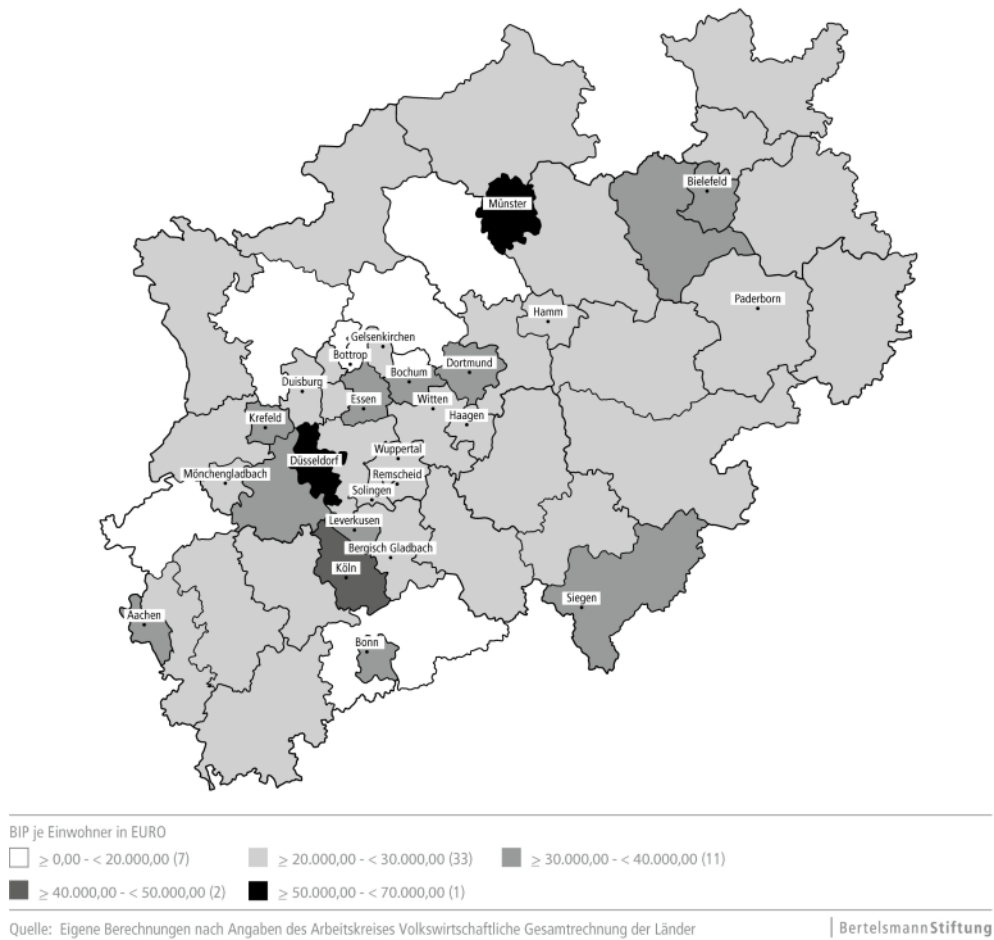 Bielefeld
Münster
Paderborn
Hamm
Gelsenkirchen
Bottrop
Dortmund
Bochum
Duisburg
Essen
Witten
Krefeld
Haagen
Wuppertal
Düsseldorf
Mönchengladbach
Remscheid
Solingen
Leverkusen
Bergisch Gladbach
Köln
Siegen
Aachen
Bonn
BIP je Einwohner in EURO
≥ 0,00 - < 20.000,00 (7)
≥ 20.000,00 - < 30.000,00 (33)
≥ 30.000,00 - < 40.000,00 (11)
≥ 40.000,00 - < 50.000,00 (2)
≥ 50.000,00 - < 70.000,00 (1)
Quelle: Eigene Berechnungen nach Angaben des Arbeitskreises Volkswirtschaftliche Gesamtrechnung der Länder
BertelsmannStiftung